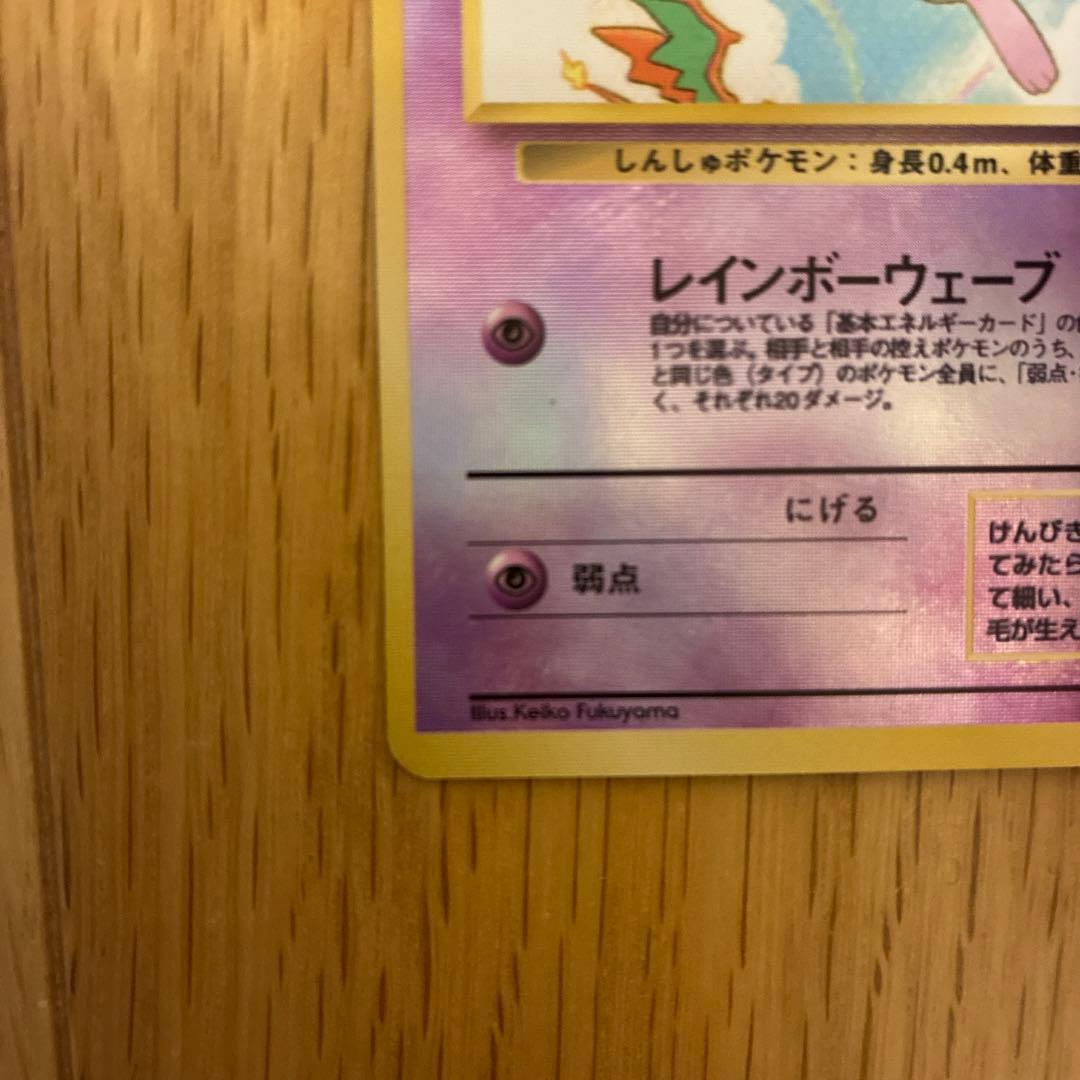 しんしゅポケモン：身長0.4m、体重
レインボーウェーブ
自分についている「基本エネルギーカード」の
1つを選ぶ。相手と相手の控えポケモンのうち、
と同じ色（タイプ）のポケモン全員に、「弱点・
く、それぞれ20ダメージ。
にげる
弱点
けんびき
てみたら
て細い、
毛が生え
Illus. Keiko Fukuyama